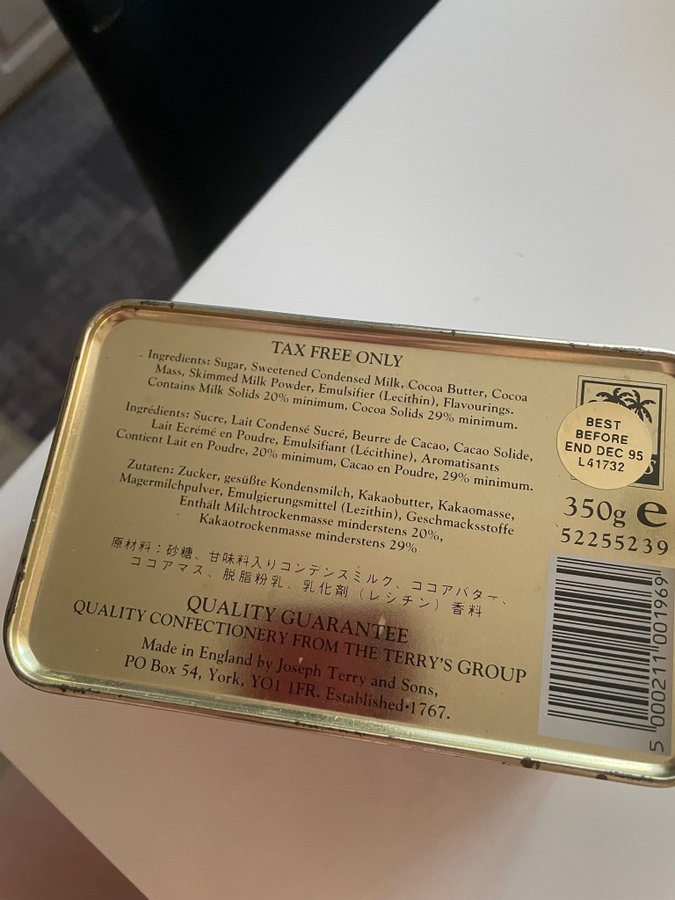 TAX FREE ONLY
Ingredients: Sugar, Sweetened Condensed Milk, Cocoa Butter, Cocoa
Mass, Skimmed Milk Powder, Emulsifier (Lecithin), Flavourings.
Contains Milk Solids 20% minimum, Cocoa Solids 29% minimum.
Ingrédients: Sucre, Lait Condensé Sucré, Beurre de Cacao, Cacao Solide,
Lait Ecrémé en Poudre, Emulsifiant (Lécithine), Aromatisants
Contient Lait en Poudre, 20% minimum, Cacao en Poudre, 29% minimum.
Zutaten: Zucker, gesüßte Kondensmilch, Kakaobutter, Kakaomasse,
Magermilchpulver, Emulgierungsmittel (Lezithin), Geschmacksstoffe
Enthält Milchtrockenmasse minderstens 20%,
Kakaotrockenmasse minderstens 29%
原材料：砂糖、甘味料入りコンデンスミルク、ココアバター、
ココアマス、脱脂粉乳、乳化剤（レシチン）香料
QUALITY GUARANTEE
QUALITY CONFECTIONERY FROM THE TERRY'S GROUP
Made in England by Joseph Terry and Sons,
PO Box 54, York, YO1 1FR. Established•1767.
BEST
BEFORE
END DEC 95
L41732
350g e
52255239
5 000211 001969